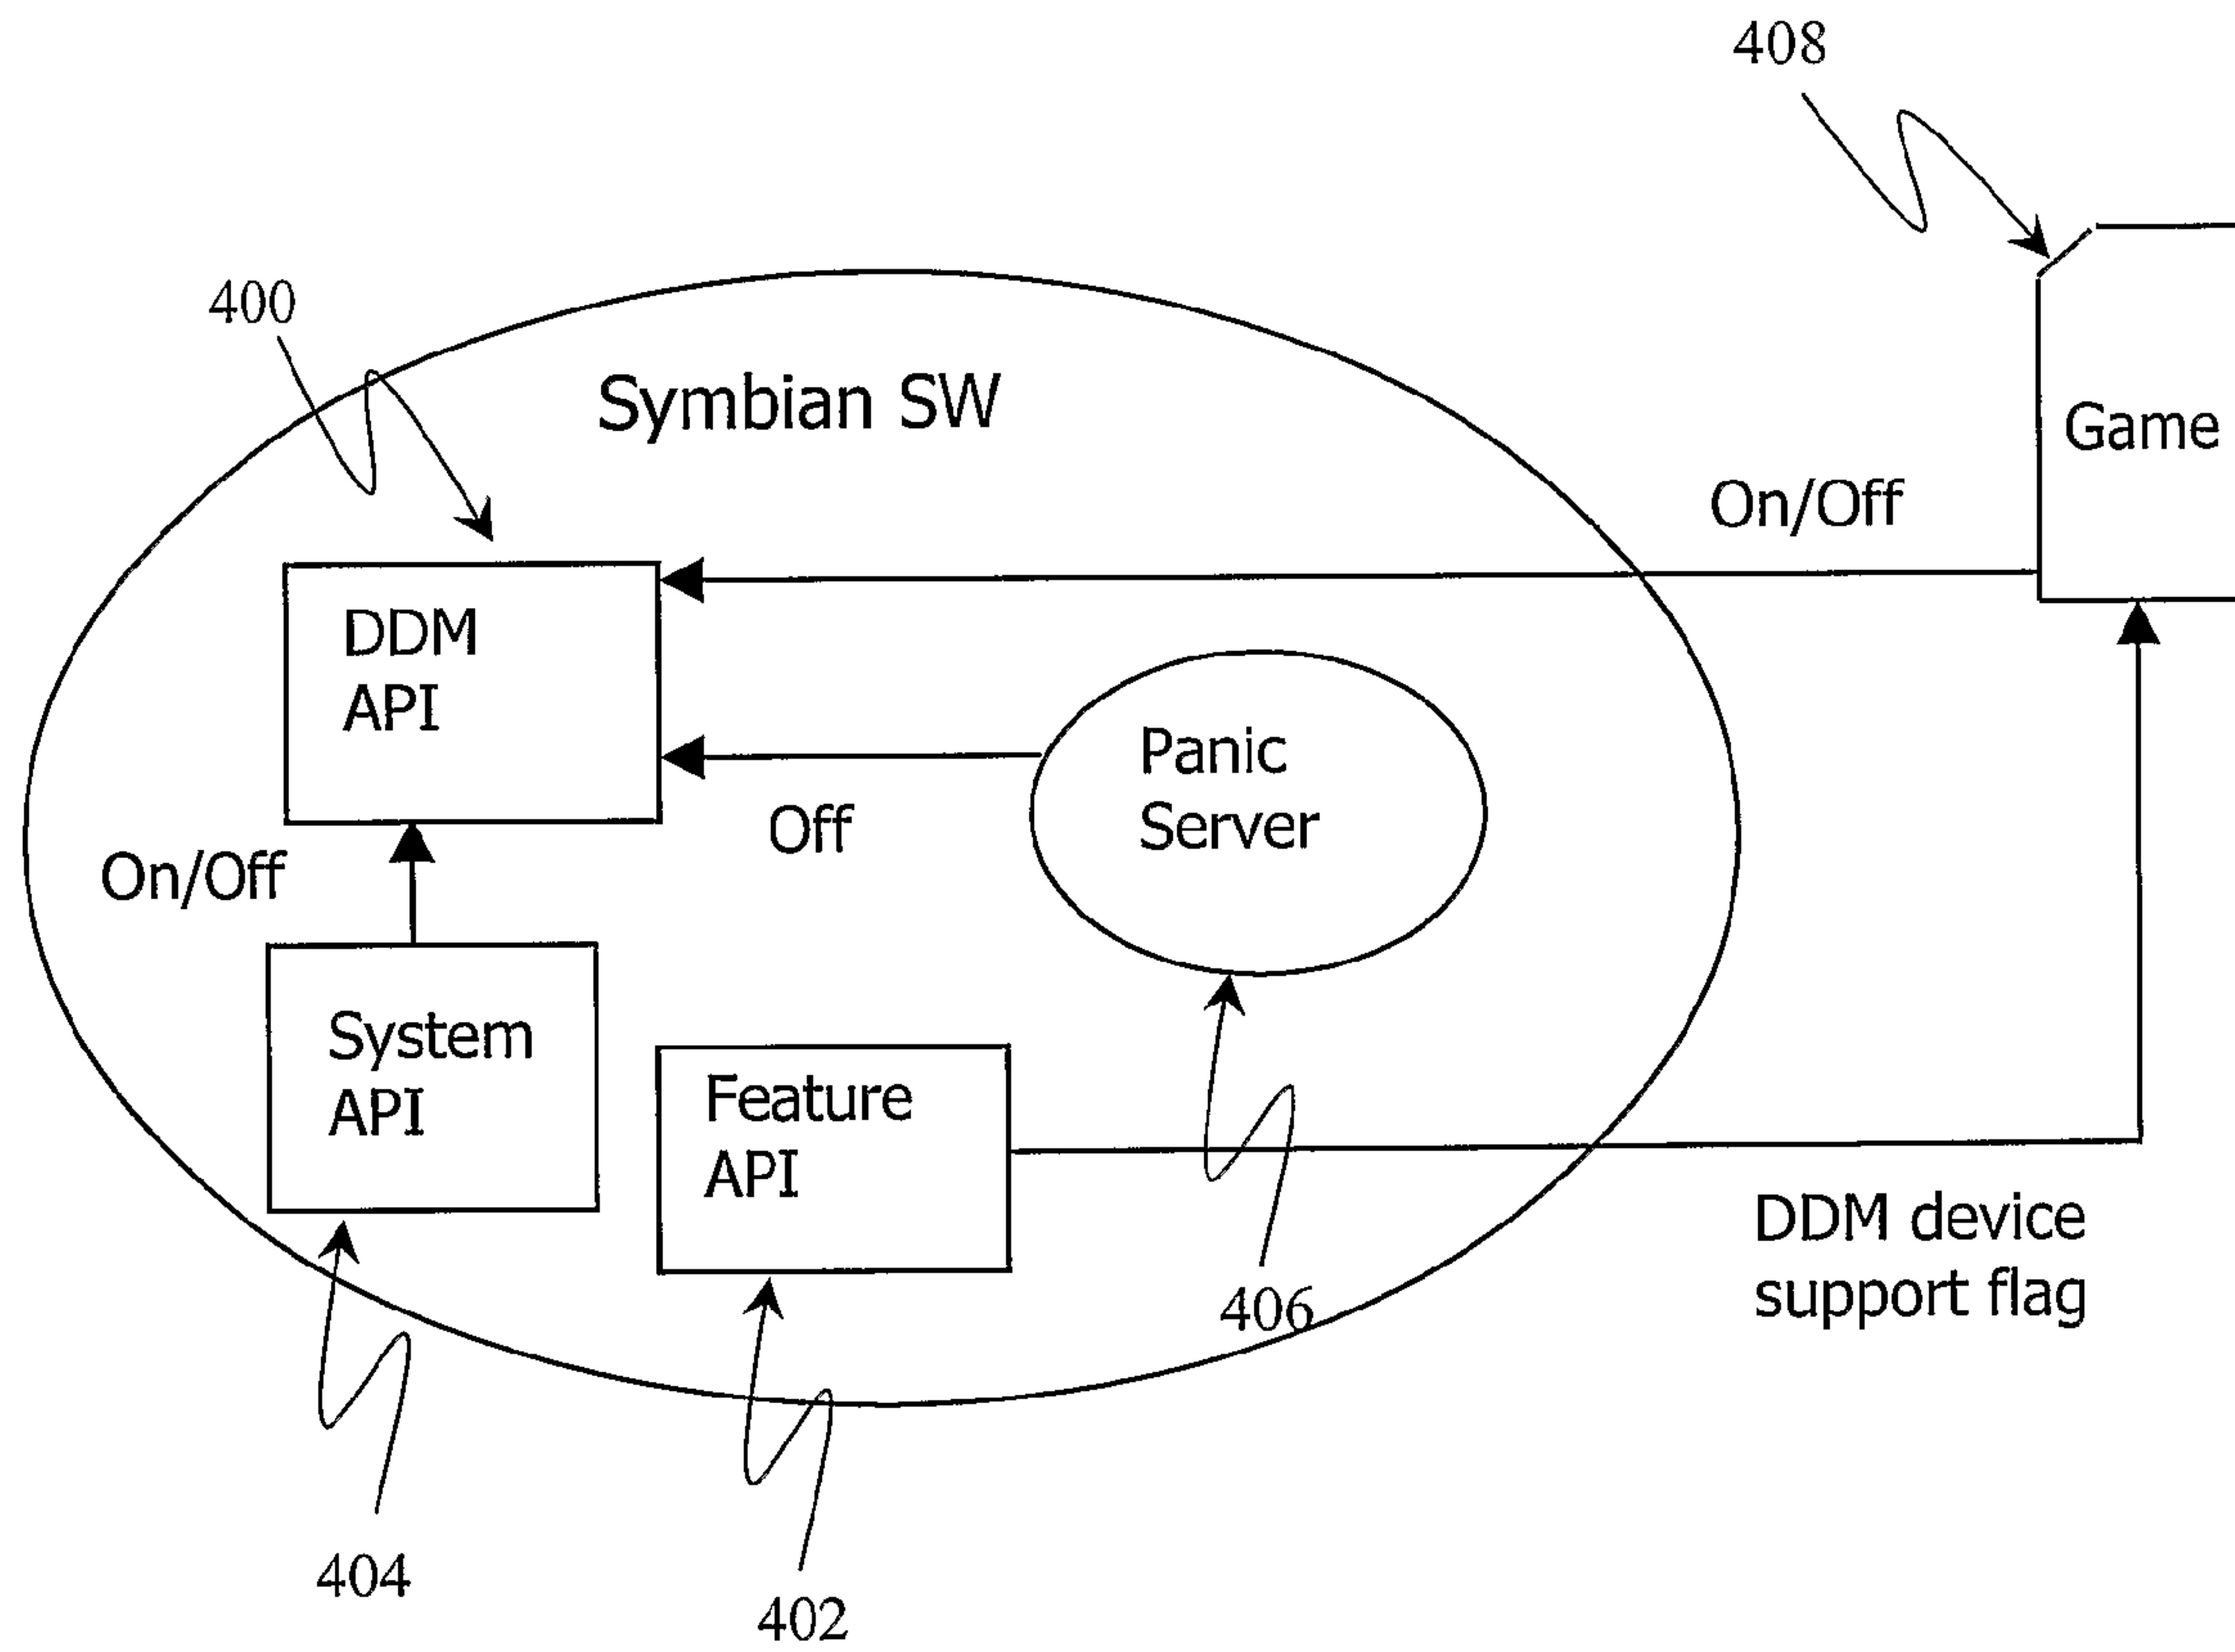 408
400
Symbian SW
Game
On/Off
DDM
API
Panic
Server
Off
On/Off
System
API
Feature
API
DDM device
support flag
406
404
402